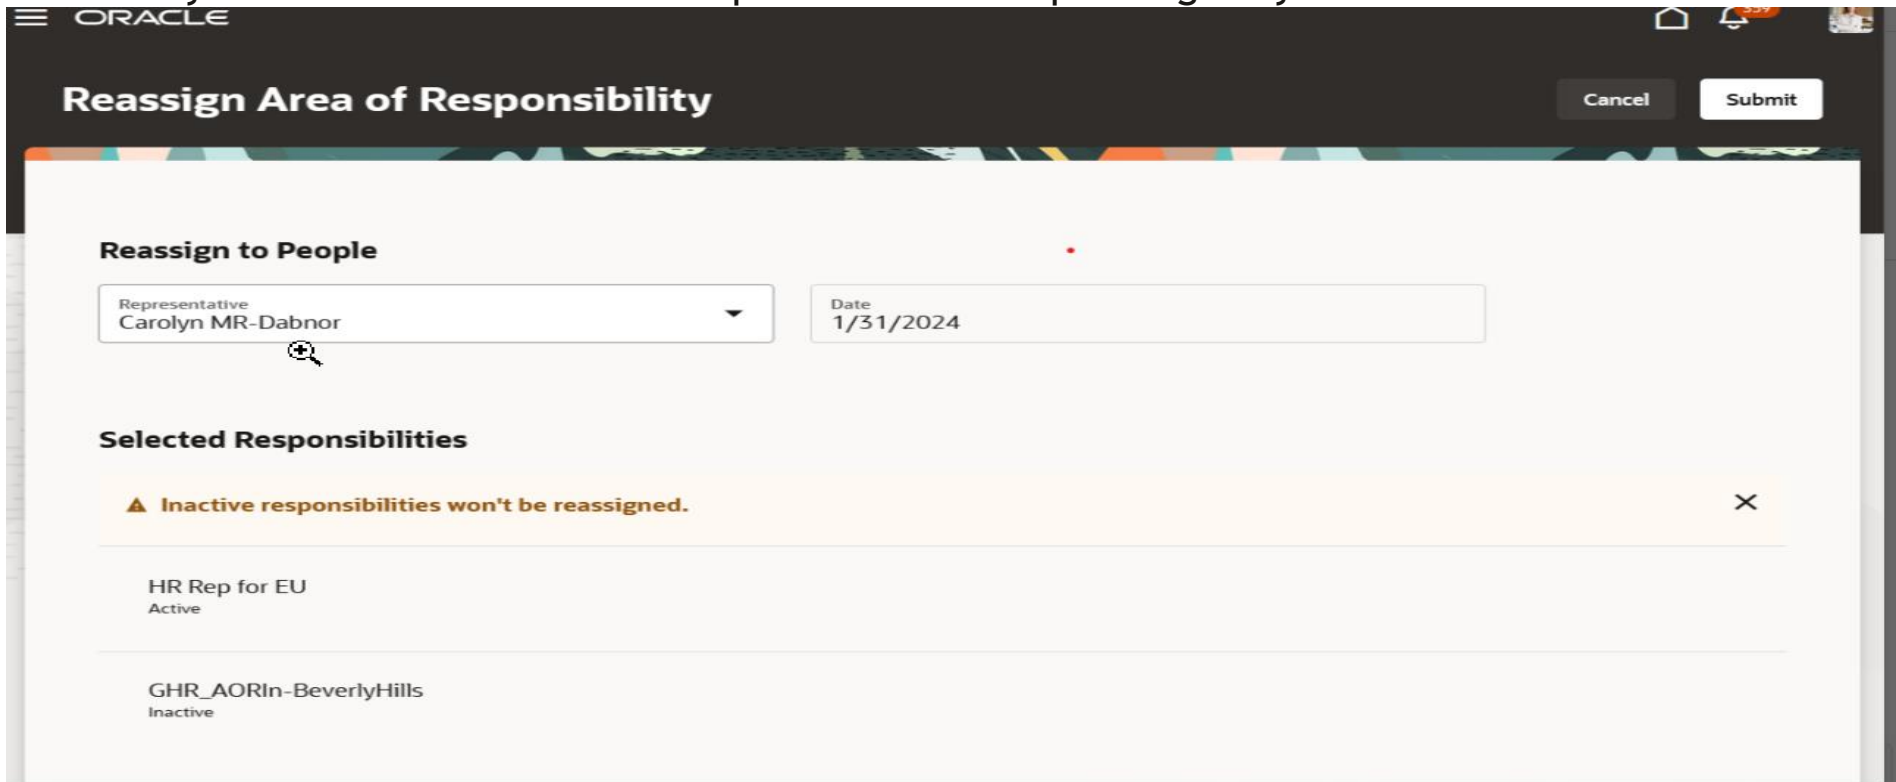 ORACLE
359
Reassign Area of Responsibility
Cancel
Submit
Reassign to People
Representative
Carolyn MR-Dabnor
Date
1/31/2024
Selected Responsibilities
Inactive responsibilities won't be reassigned.
HR Rep for EU
Active
GHR_AORIn-BeverlyHills
Inactive